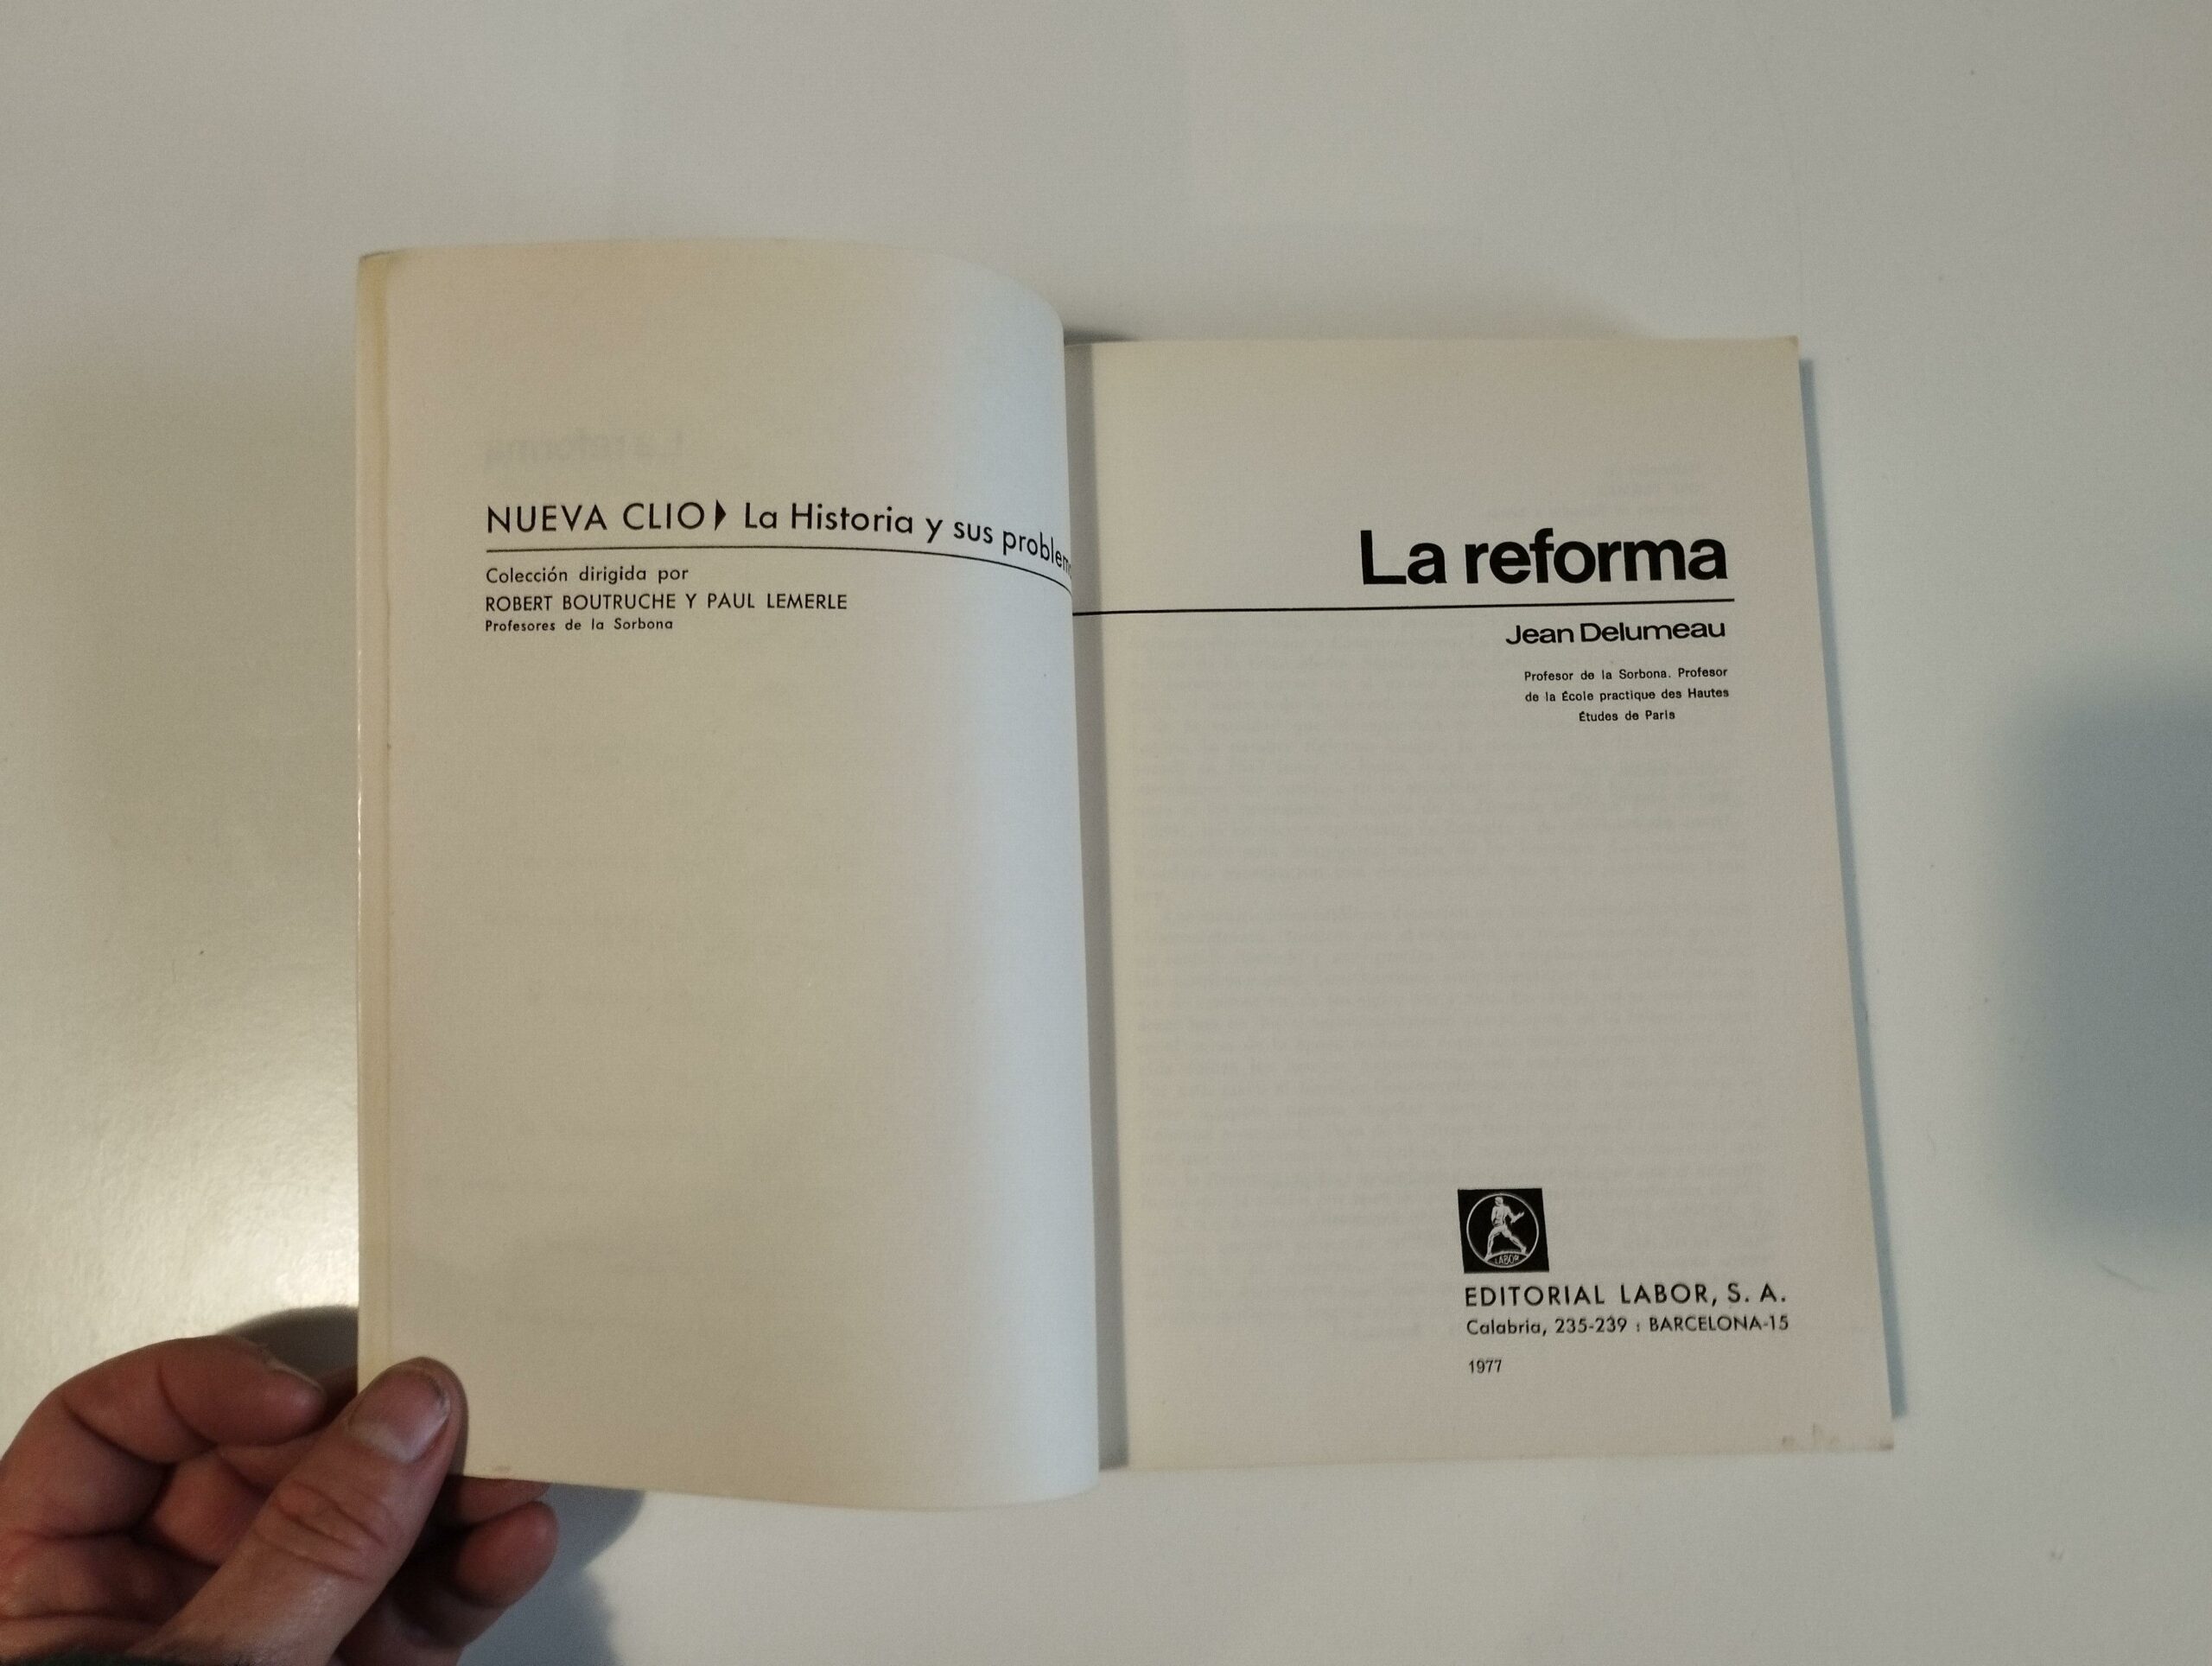 NUEVA CLIO La Historia y sus
Colección dirigida por
ROBERT BOUTRUCHE Y PAUL LEMERLE
Profesores de la Sorbona
La reforma
Jean Delumeau
Profesor de la Sorbona. Profesor
de la École practique des Hautes
Études de Paris
LABOR
EDITORIAL LABOR, S. A.
Calabria, 235-239 : BARCELONA-15
1977